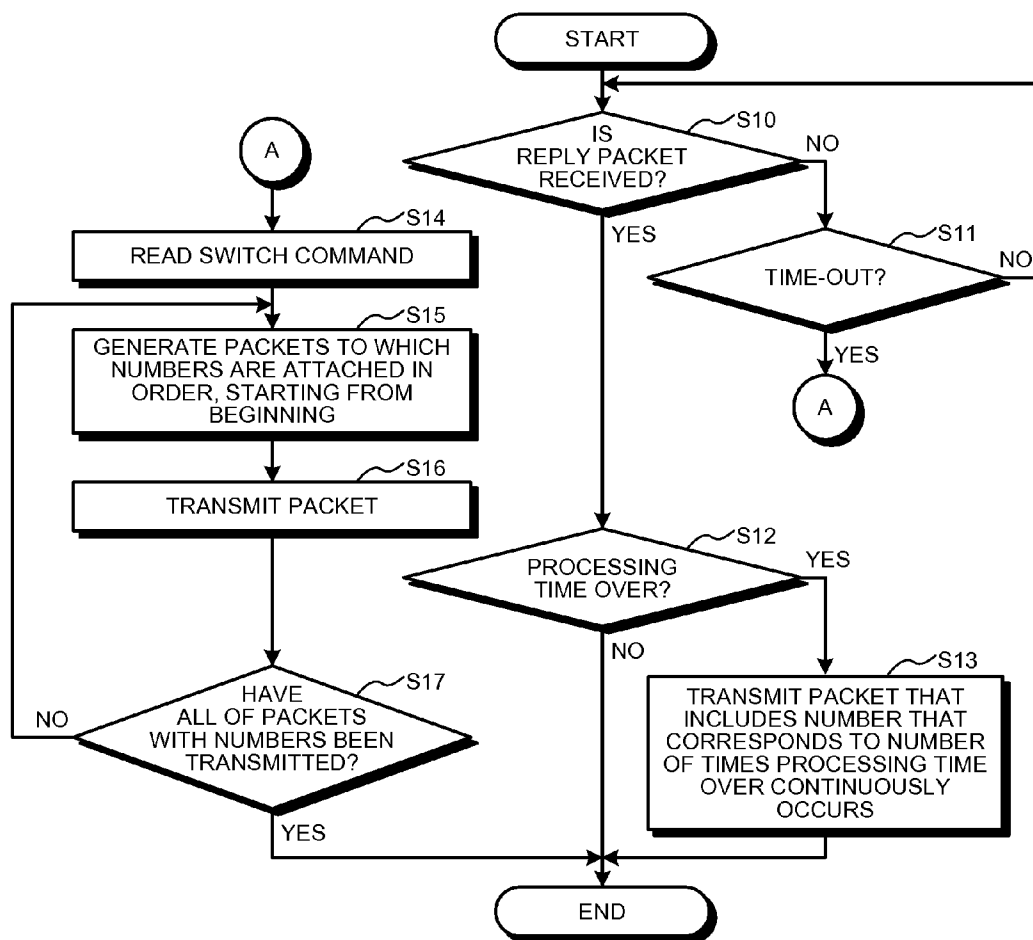 START
S10
IS
REPLY PACKET
RECEIVED?
NO
YES
S11
TIME-OUT?
NO
YES
A
A
S14
READ SWITCH COMMAND
S15
GENERATE PACKETS TO WHICH
NUMBERS ARE ATTACHED IN
ORDER, STARTING FROM
BEGINNING
S16
TRANSMIT PACKET
S17
HAVE
ALL OF PACKETS
WITH NUMBERS BEEN
TRANSMITTED?
NO
YES
S12
PROCESSING
TIME OVER?
YES
NO
S13
TRANSMIT PACKET THAT
INCLUDES NUMBER THAT
CORRESPONDS TO NUMBER
OF TIMES PROCESSING TIME
OVER CONTINUOUSLY
OCCURS
END